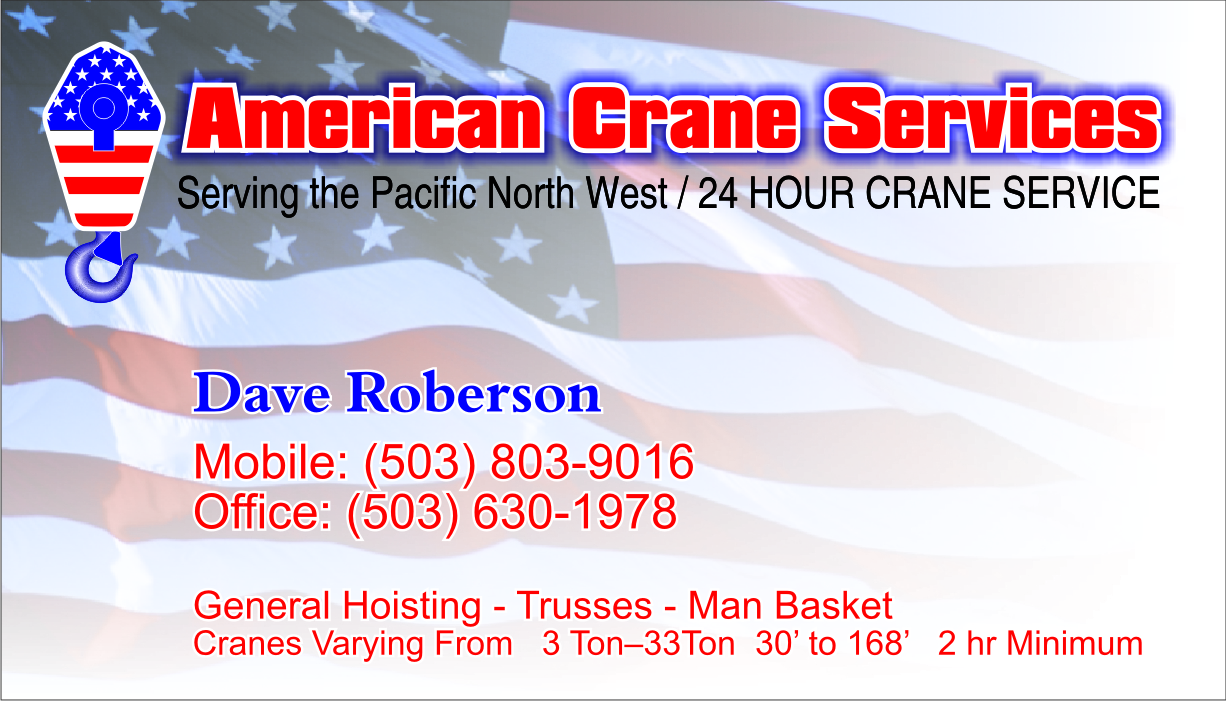 American Crane Services
Serving the Pacific North West / 24 HOUR CRANE SERVICE
Dave Roberson
Mobile: (503) 803-9016
Office: (503) 630-1978
General Hoisting - Trusses - Man Basket
Cranes Varying From 3 Ton–33Ton 30’ to 168’ 2 hr Minimum